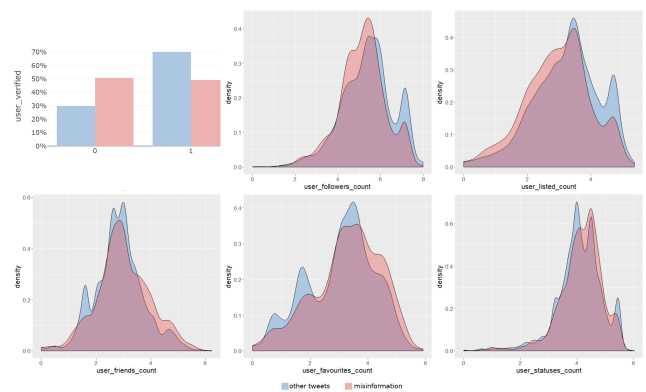 70%
60%
50%
40%
30%
20%
10%
0%
user_verified
0 1
0.4
0.3
0.2
0.1
0.0
density
0 2 4 6 8
user_followers_count
0.4
0.3
0.2
0.1
0.0
density
0 2 4
user_listed_count
0.6
0.4
0.2
0.0
density
0 2 4 6
user_friends_count
0.4
0.3
0.2
0.1
0.0
density
0 2 4 6
user_favourites_count
0.6
0.4
0.2
0.0
density
0 2 4 6
user_statuses_count
other tweets misinformation